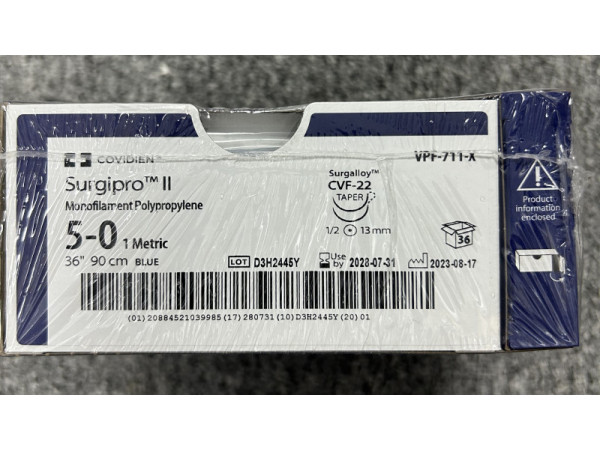 COVIDIEN™
VPF-711-X
Surgipro™ II
Monofilament Polypropylene
5-0 1 Metric
36" 90 cm BLUE
Surgalloy™
CVF-22
TAPER
1/2 13 mm
36
LOT D3H2445Y
Use by 2028-07-31
2023-08-17
(01) 20884521039985 (17) 280731 (10) D3H2445Y (20) 01
Product
information
enclosed